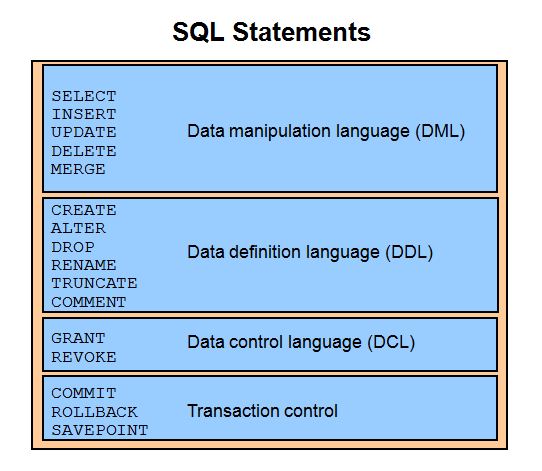 SQL Statements
SELECT
INSERT
UPDATE
DELETE
MERGE
Data manipulation language (DML)
CREATE
ALTER
DROP
RENAME
TRUNCATE
COMMENT
Data definition language (DDL)
GRANT
REVOKE
Data control language (DCL)
COMMIT
ROLLBACK
SAVEPOINT
Transaction control